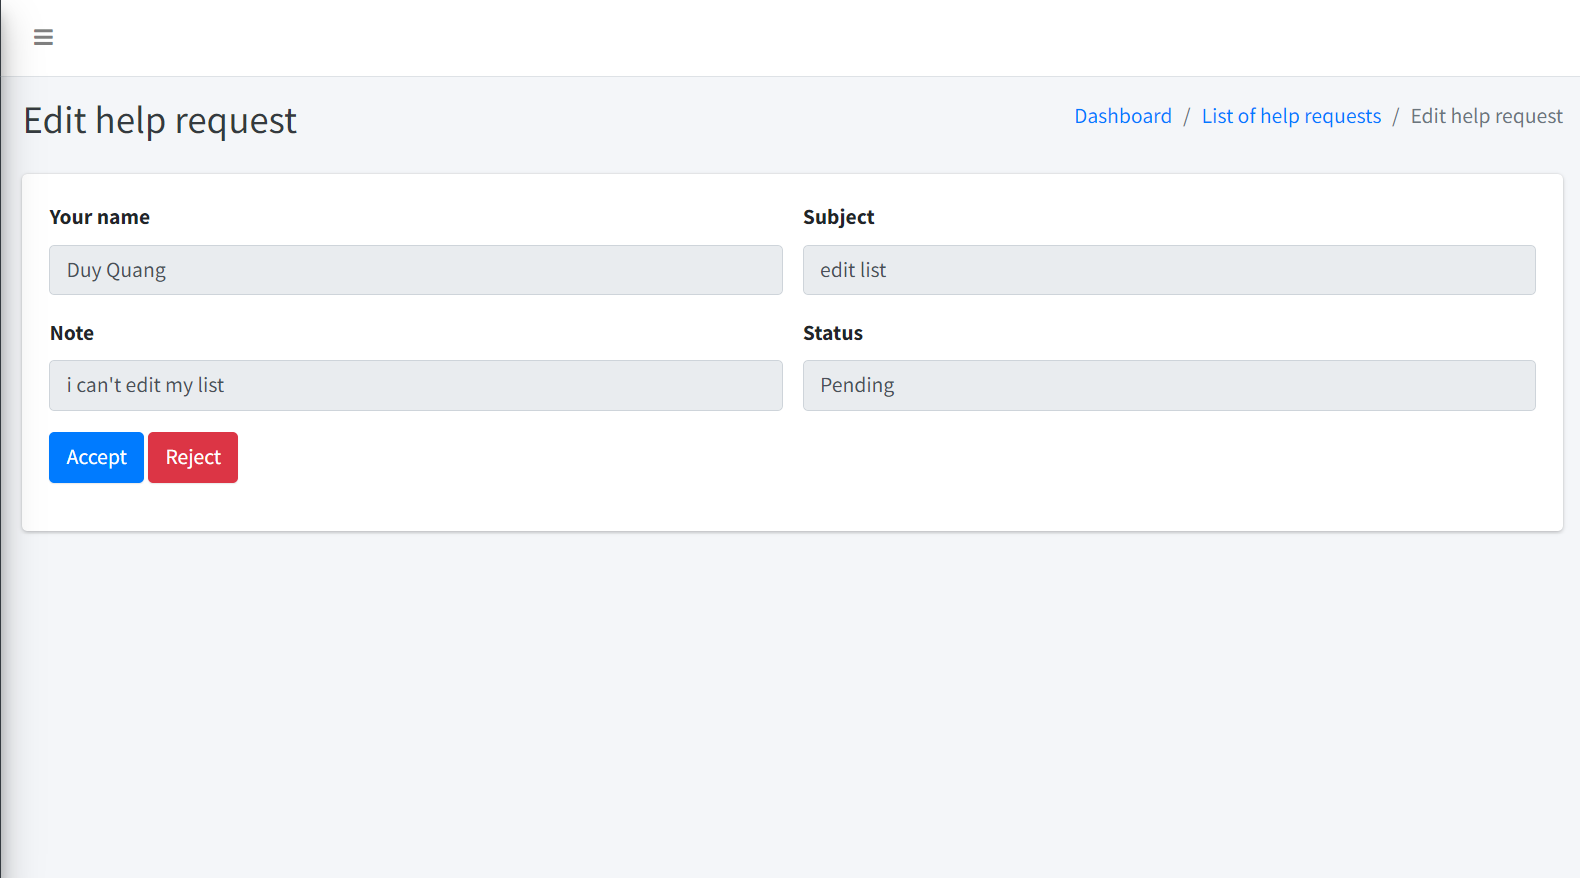 Edit help request
Dashboard / List of help requests / Edit help request
Your name
Subject
Duy Quang
edit list
Note
Status
i can't edit my list
Pending
Accept
Reject